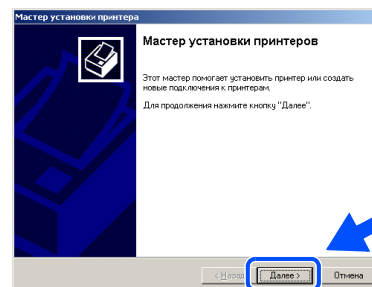 Мастер установки принтера
Мастер установки принтеров
Этот мастер помогает установить принтер или создать
новые подключения к принтерам.
Для продолжения нажмите кнопку "Далее".
< Назад Далее > Отмена